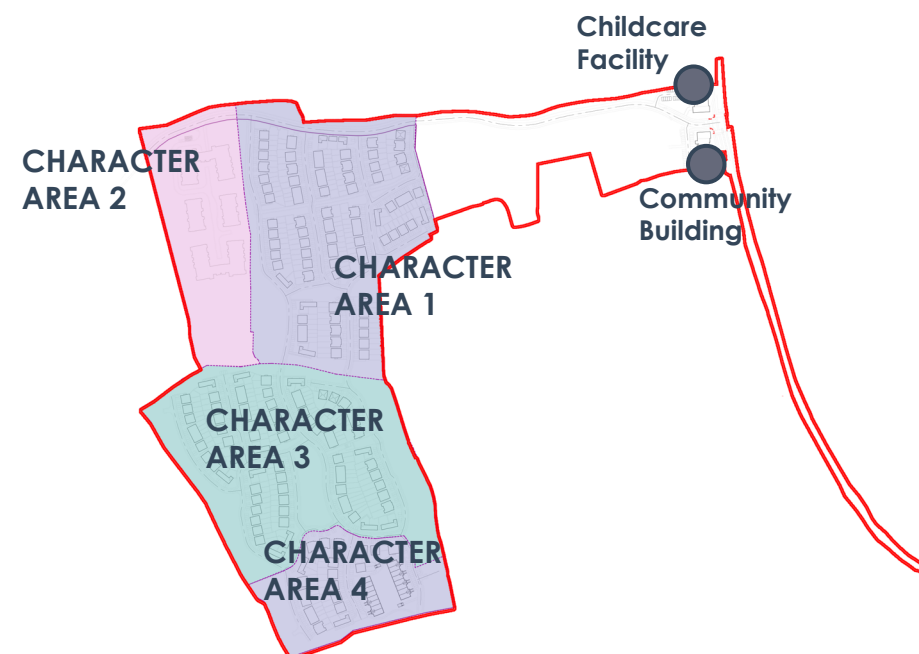 Childcare
Facility
CHARACTER
AREA 2
Community
Building
CHARACTER
AREA 1
CHARACTER
AREA 3
CHARACTER
AREA 4